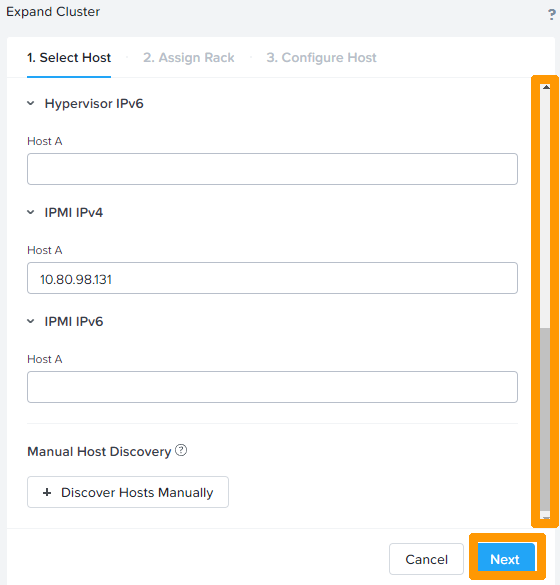 Expand Cluster
?
1. Select Host · 2. Assign Rack · 3. Configure Host
Hypervisor IPv6
Host A
IPMI IPv4
Host A
10.80.98.131
IPMI IPv6
Host A
Manual Host Discovery ?
+ Discover Hosts Manually
Cancel Next